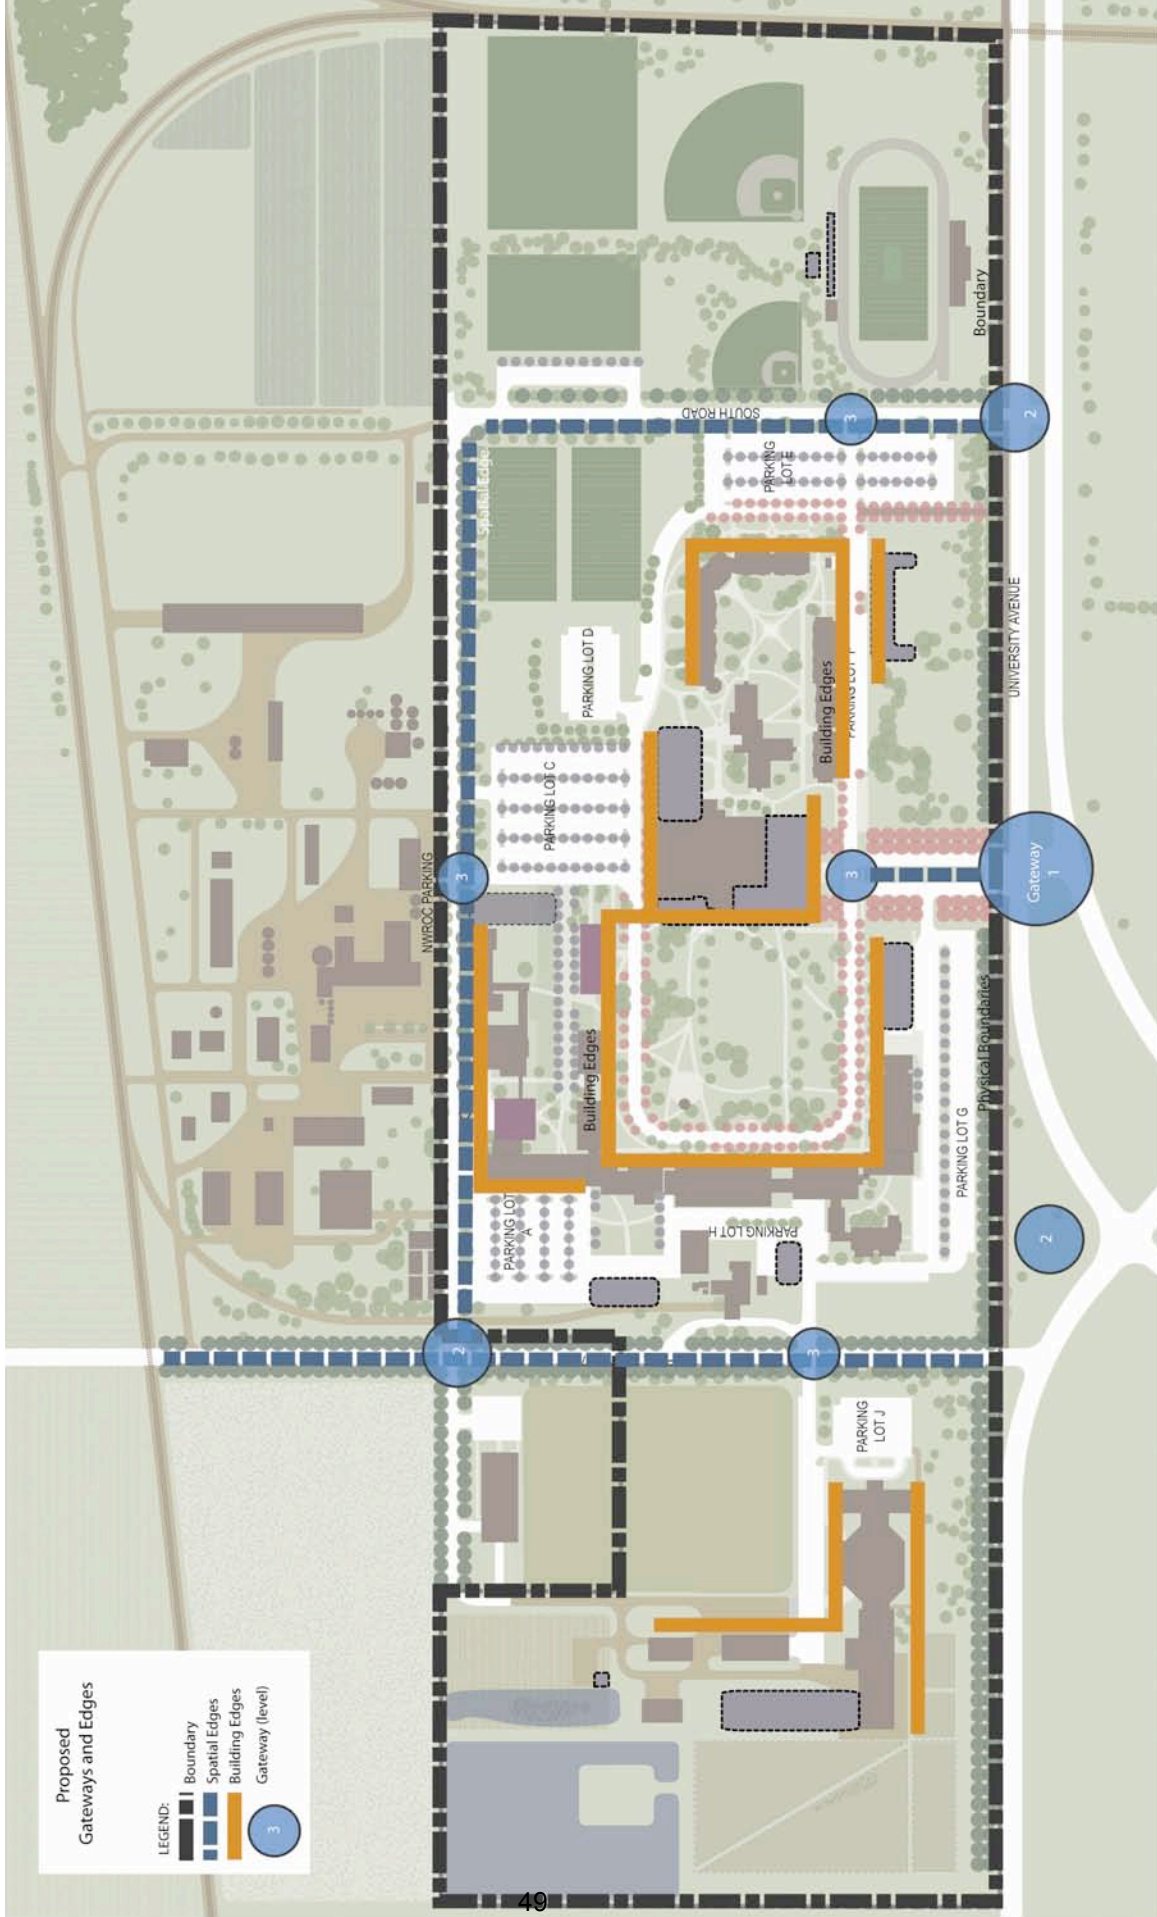 Proposed
Gateways and Edges
LEGEND:
Boundary
Spatial Edges
Building Edges
Gateway (level)
3
NWROC PARKING
PARKING LOT
A
PARKING LOT C
PARKING LOT D
PARKING
LOT E
SOUTH ROAD
Spatial Edge
Building Edges
Building Edges
PARKING LOT
PARKING LOT G
PARKING LOT H
PARKING
LOT J
Boundary
UNIVERSITY AVENUE
Physical Boundaries
Gateway
1
2
2
2
3
3
3
3
49